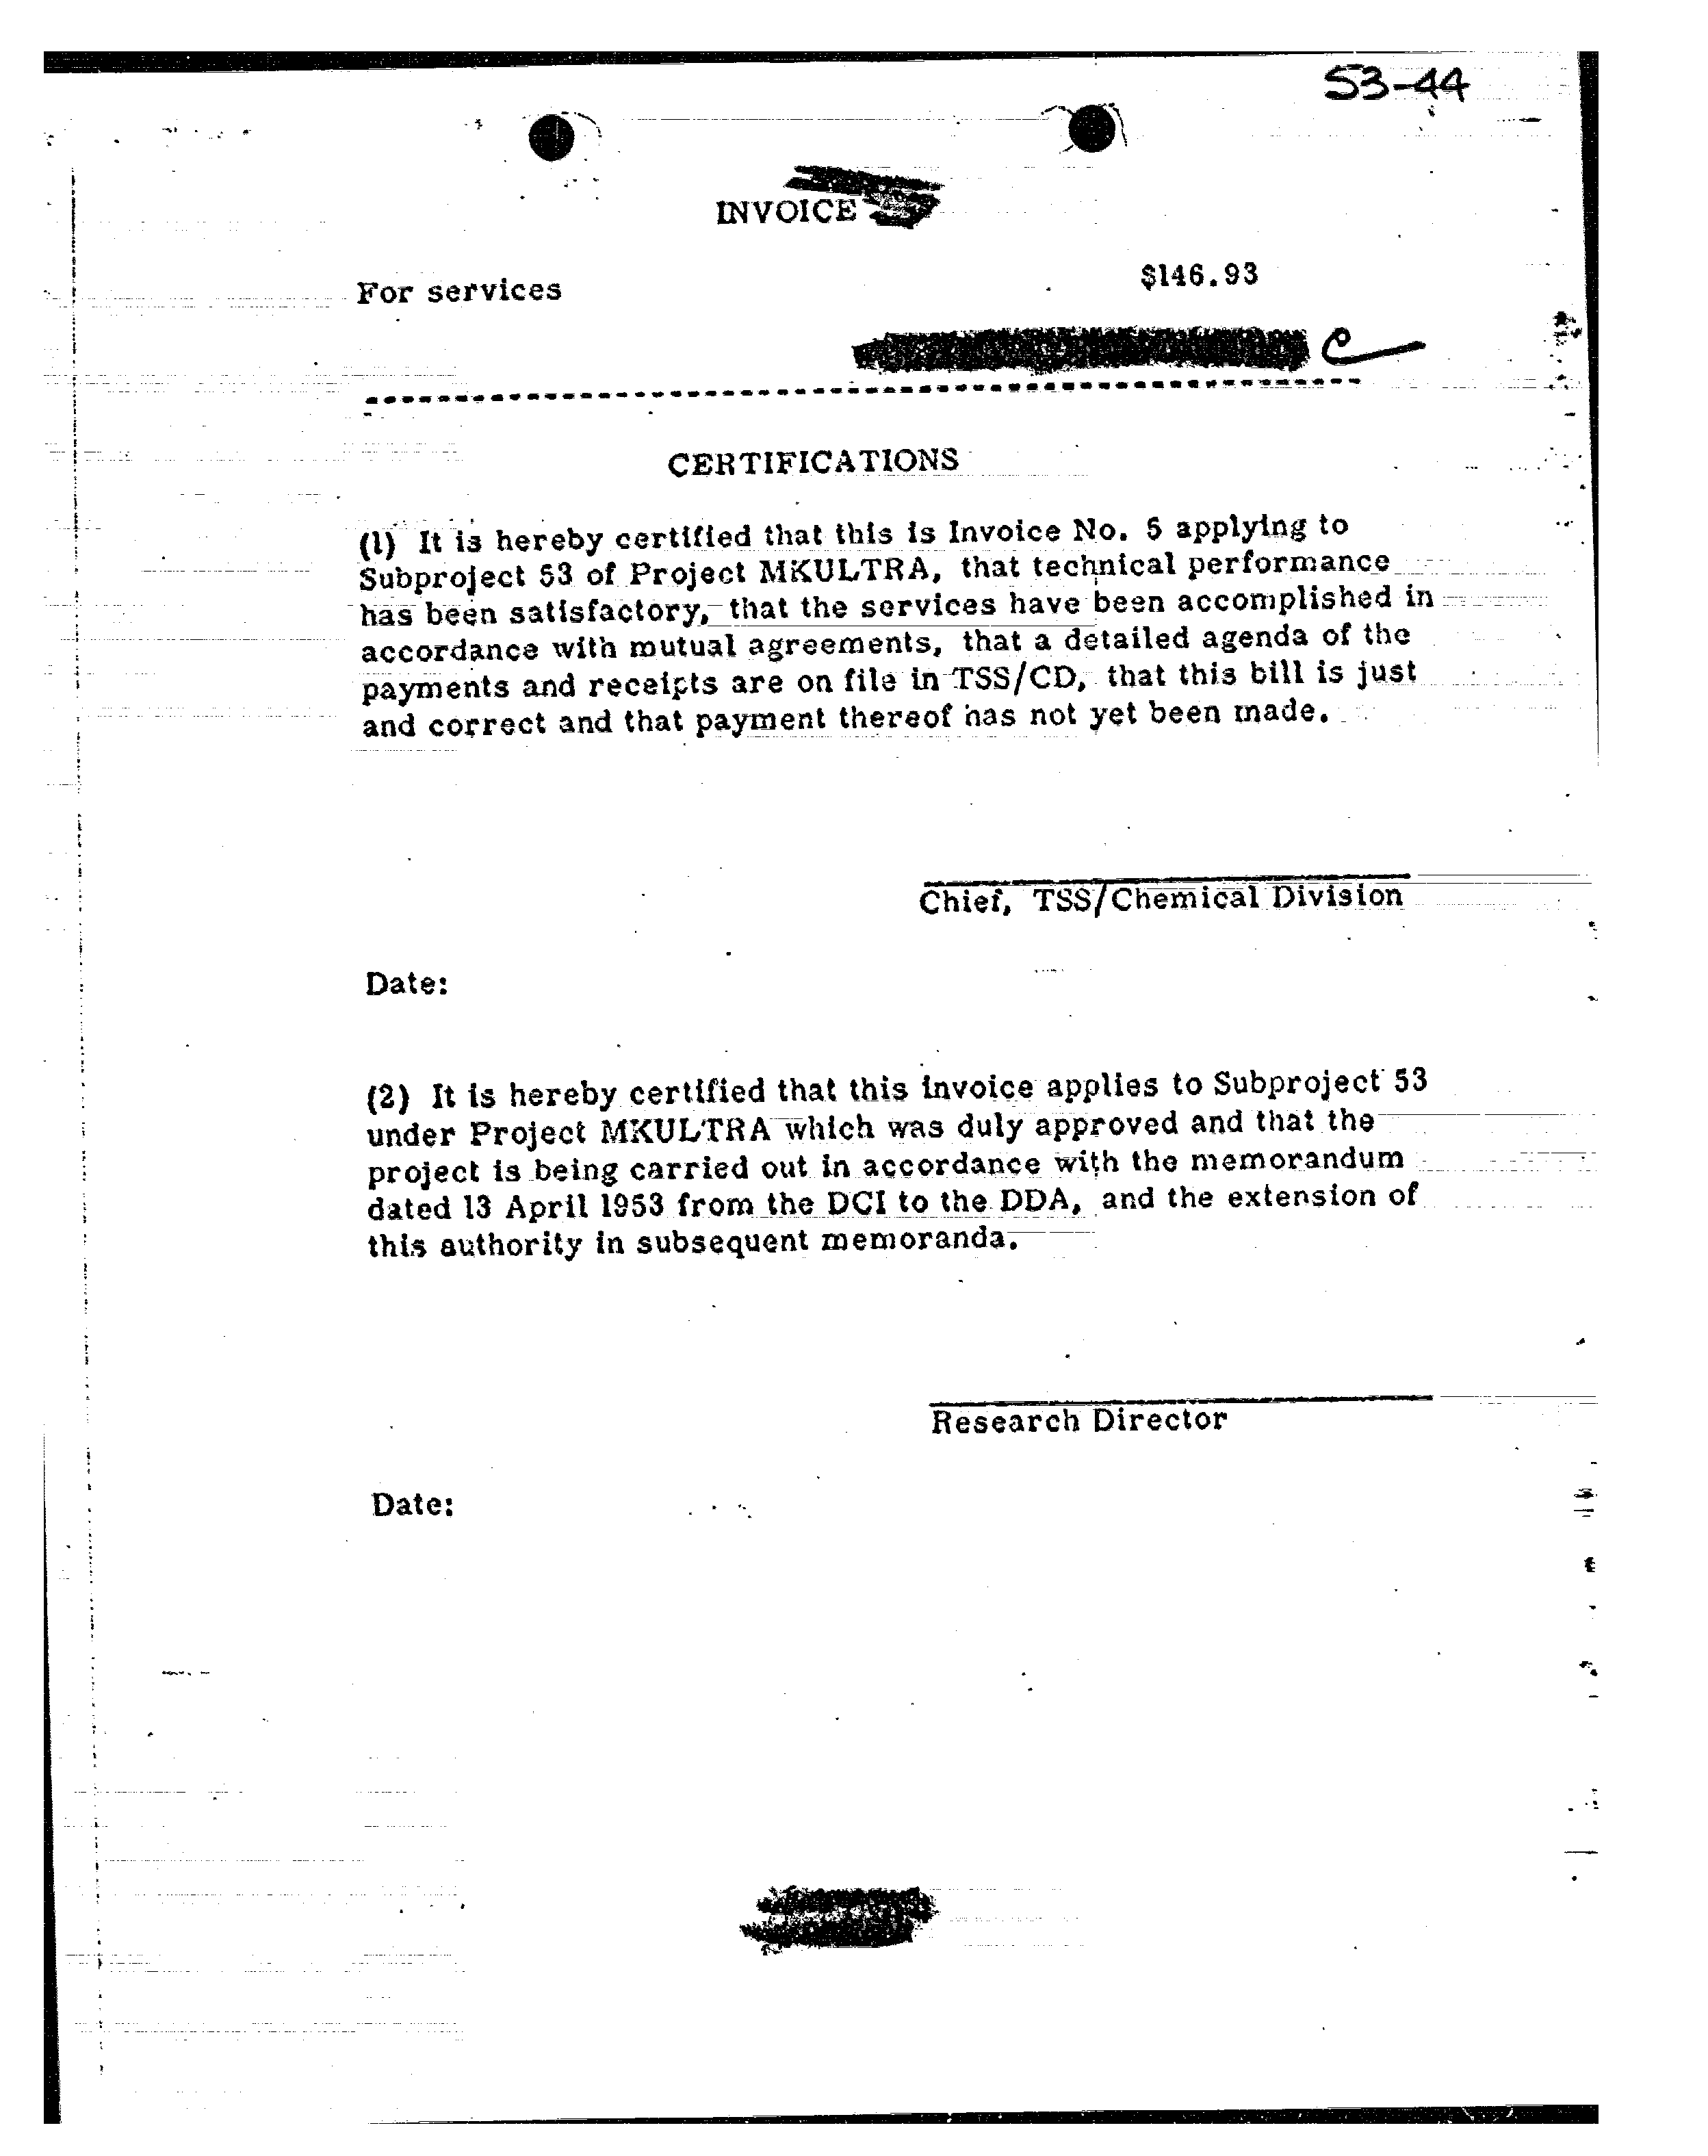 53-44
INVOICE
For services
$146.93
C
CERTIFICATIONS
(1) It is hereby certified that this is Invoice No. 5 applying to
Subproject 53 of Project MKULTRA, that technical performance
has been satisfactory, that the services have been accomplished in
accordance with mutual agreements, that a detailed agenda of the
payments and receipts are on file in TSS/CD, that this bill is just
and correct and that payment thereof has not yet been made.
Chief, TSS/Chemical Division
Date:
(2) It is hereby certified that this invoice applies to Subproject 53
under Project MKULTRA which was duly approved and that the
project is being carried out in accordance with the memorandum
dated 13 April 1953 from the DCI to the DDA, and the extension of
this authority in subsequent memoranda.
Research Director
Date: